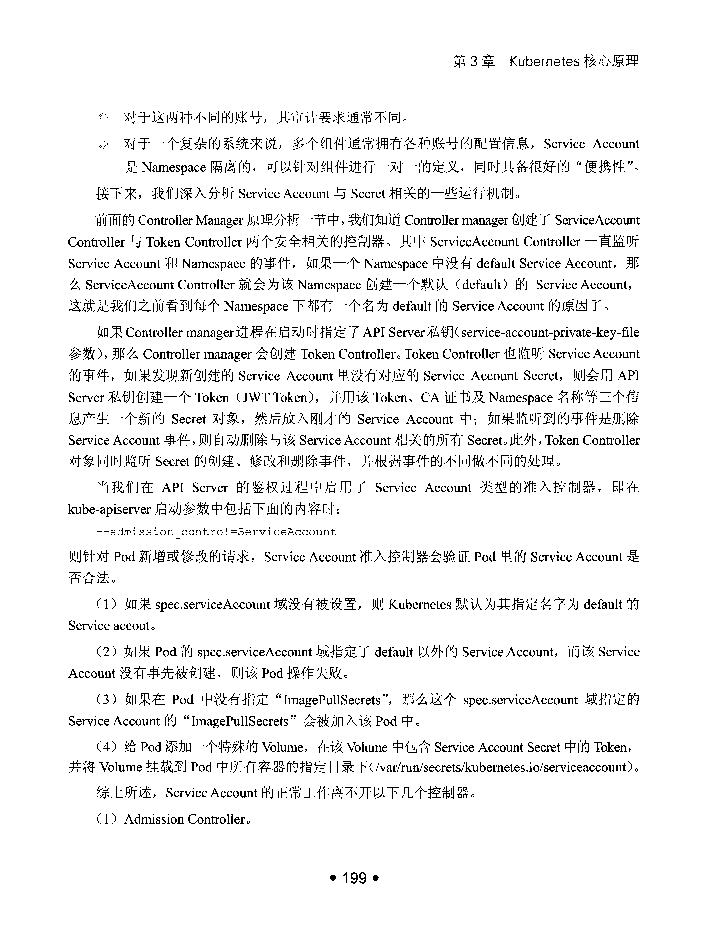 第 3 章 Kubernetes 核心原理
对于这两种不同的账号，其审计要求通常不同。
对于一个复杂的系统来说，多个组件通常拥有各种账号的配置信息，Service Account
是 Namespace 隔离的，可以针对组件进行一对一的定义，同时具备很好的“便携性”。
接下来，我们深入分析 Service Account 与 Secret 相关的一些运行机制。
前面的 Controller Manager 原理分析一节中，我们知道 Controller manager 创建了 ServiceAccount
Controller 与 Token Controller 两个安全相关的控制器。其中 ServiceAccount Controller 一直监听
Service Account 和 Namespace 的事件，如果一个 Namespace 中没有 default Service Account，那
么 ServiceAccount Controller 就会为该 Namespace 创建一个默认（default）的 Service Account，
这就是我们之前看到每个 Namespace 下都有一个名为 default 的 Service Account 的原因了。
如果 Controller manager 进程在启动时指定了 API Server 私钥（service-account-private-key-file
参数），那么 Controller manager 会创建 Token Controller。Token Controller 也监听 Service Account
的事件，如果发现新创建的 Service Account 里没有对应的 Service Account Secret，则会用 API
Server 私钥创建一个 Token（JWT Token），并用该 Token、CA 证书及 Namespace 名称等三个信
息产生一个新的 Secret 对象，然后放入刚才的 Service Account 中；如果监听到的事件是删除
Service Account 事件，则自动删除与该 Service Account 相关的所有 Secret。此外，Token Controller
对象同时监听 Secret 的创建、修改和删除事件，并根据事件的不同做不同的处理。
当我们在 API Server 的鉴权过程中启用了 Service Account 类型的准入控制器，即在
kube-apiserver 启动参数中包括下面的内容时：
--admission_control=ServiceAccount
则针对 Pod 新增或修改的请求，Service Account 准入控制器会验证 Pod 里的 Service Account 是
否合法。
（1）如果 spec.serviceAccount 域没有被设置，则 Kubernetes 默认为其指定名字为 default 的
Service accout。
（2）如果 Pod 的 spec.serviceAccount 域指定了 default 以外的 Service Account，而该 Service
Account 没有事先被创建，则该 Pod 操作失败。
（3）如果在 Pod 中没有指定“ImagePullSecrets”，那么这个 spec.serviceAccount 域指定的
Service Account 的“ImagePullSecrets”会被加入该 Pod 中。
（4）给 Pod 添加一个特殊的 Volume，在该 Volume 中包含 Service Account Secret 中的 Token，
并将 Volume 挂载到 Pod 中所有容器的指定目录下（/var/run/secrets/kubernetes.io/serviceaccount）。
综上所述，Service Account 的正常工作离不开以下几个控制器。
（1）Admission Controller。
• 199 •